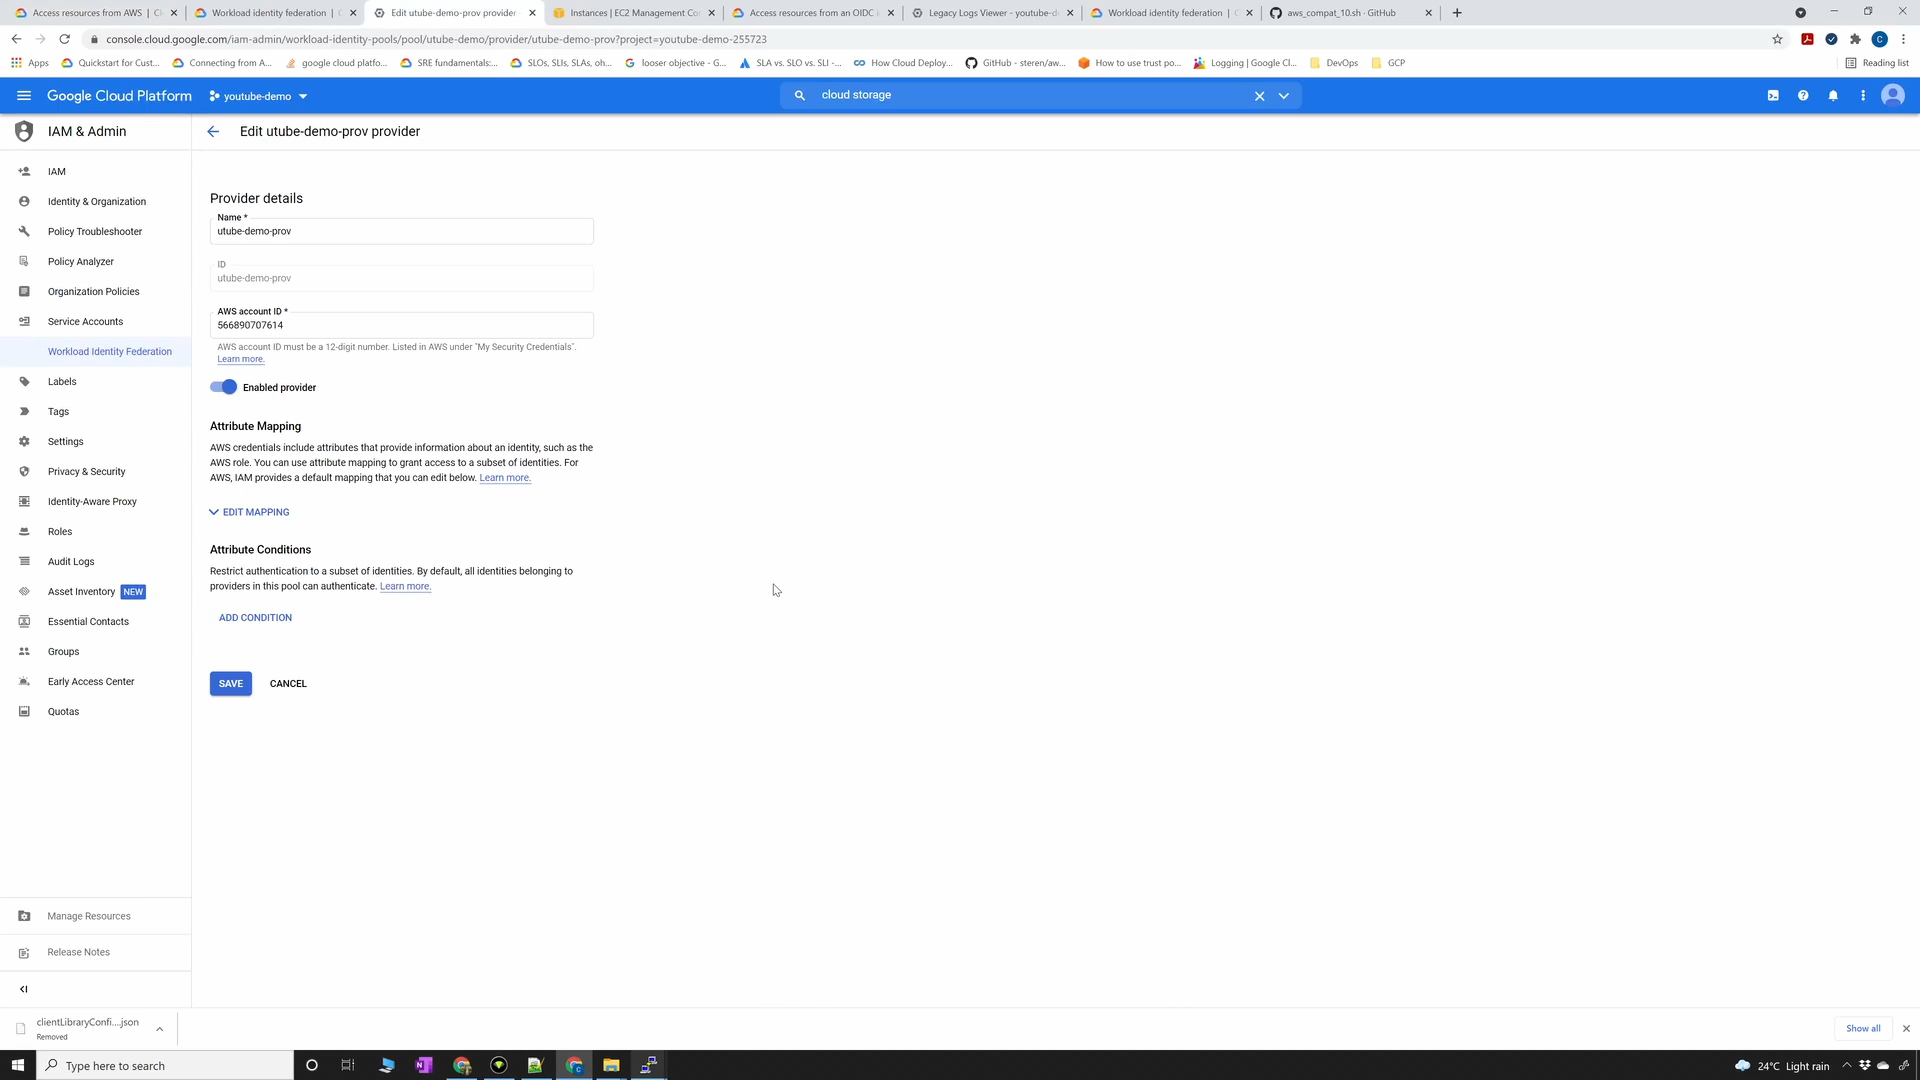 Access resources from AWS | Cl
Workload identity federation | C
Edit utube-demo-prov provider
Instances | EC2 Management Co
Access resources from an OIDC i
Legacy Logs Viewer - youtube-d
Workload identity federation | C
aws_compat_10.sh · GitHub
console.cloud.google.com/iam-admin/workload-identity-pools/pool/utube-demo/provider/utube-demo-prov?project=youtube-demo-255723
C
Apps
Quickstart for Cust...
Connecting from A...
google cloud platfo...
SRE fundamentals:...
SLOs, SLIs, SLAs, oh...
looser objective - G...
SLA vs. SLO vs. SLI -...
How Cloud Deploy...
GitHub - steren/aw...
How to use trust po...
Logging | Google Cl...
DevOps
GCP
Reading list
Google Cloud Platform
youtube-demo
cloud storage
IAM & Admin
Edit utube-demo-prov provider
IAM
Identity & Organization
Policy Troubleshooter
Policy Analyzer
Organization Policies
Service Accounts
Workload Identity Federation
Labels
Tags
Settings
Privacy & Security
Identity-Aware Proxy
Roles
Audit Logs
Asset Inventory NEW
Essential Contacts
Groups
Early Access Center
Quotas
Manage Resources
Release Notes
Provider details
Name *
utube-demo-prov
ID
utube-demo-prov
AWS account ID *
566890707614
AWS account ID must be a 12-digit number. Listed in AWS under "My Security Credentials".
Learn more.
Enabled provider
Attribute Mapping
AWS credentials include attributes that provide information about an identity, such as the
AWS role. You can use attribute mapping to grant access to a subset of identities. For
AWS, IAM provides a default mapping that you can edit below. Learn more.
EDIT MAPPING
Attribute Conditions
Restrict authentication to a subset of identities. By default, all identities belonging to
providers in this pool can authenticate. Learn more.
ADD CONDITION
SAVE
CANCEL
clientLibraryConfi....json
Removed
Show all
Type here to search
24°C Light rain